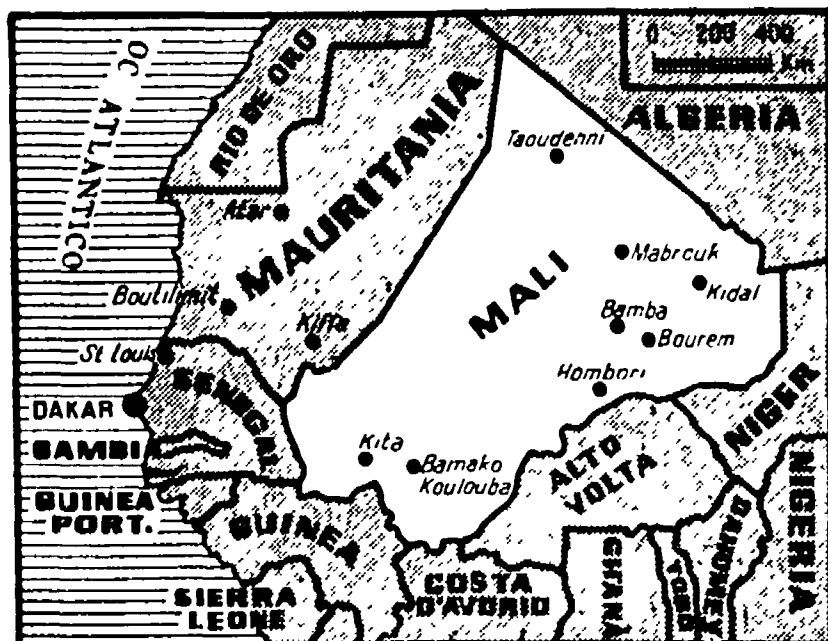 OC ATLANTICO
0 200 400
Km
RIO DE ORO
ALGERIA
Taoudenni
MAURITANIA
Atar
MALI
Mabrouk
Kidal
Boutilimit
Bamba
Bourem
Kiffa
St louis
SENEGAL
Hombori
DAKAR
NIGER
GAMBIA
Kita
Bamako
Koulouba
ALTO
VOLTA
NIGERIA
GUINEA
PORT.
GUINEA
DAHOMEY
GHANA
TOGO
SIERRA
LEONE
COSTA
D'AVORIO